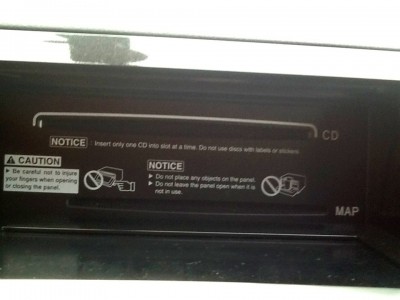 CD
NOTICE : Insert only one CD into slot at a time. Do not use discs with labels or stickers.
CAUTION
Be careful not to injure
your fingers when opening
or closing the panel.
NOTICE
Do not place any objects on the panel.
Do not leave the panel open when it is
not in use.
MAP